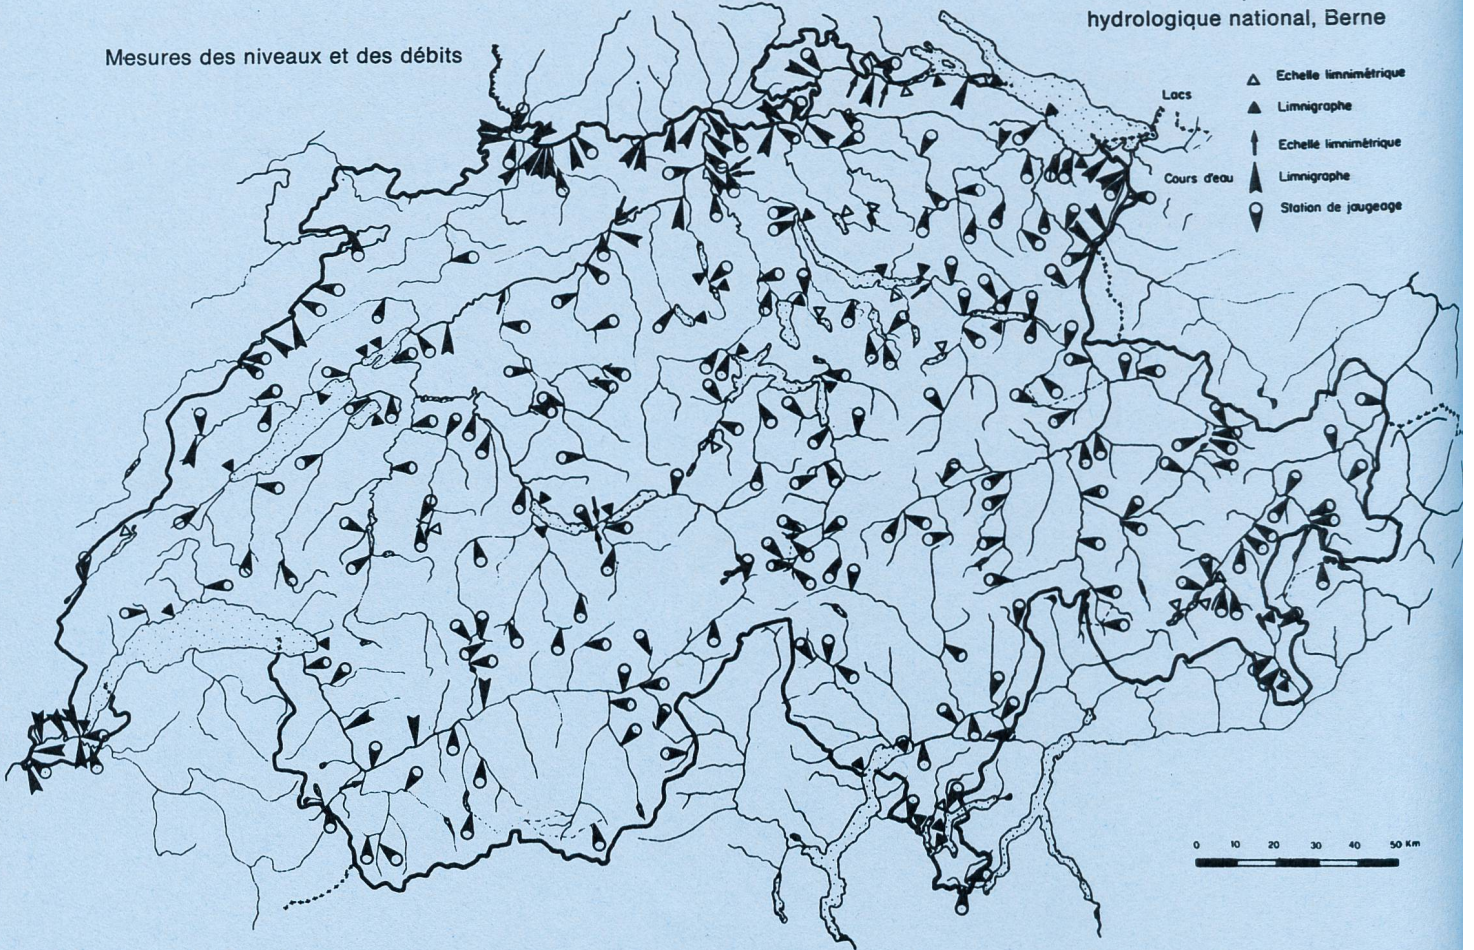 hydrologique national, Berne
Mesures des niveaux et des débits
Echelle limnimétrique
Lacs
Limnigraphe
Echelle limnimétrique
Cours d'eau
Limnigraphe
Station de jaugeage
0 10 20 30 40 50 Km